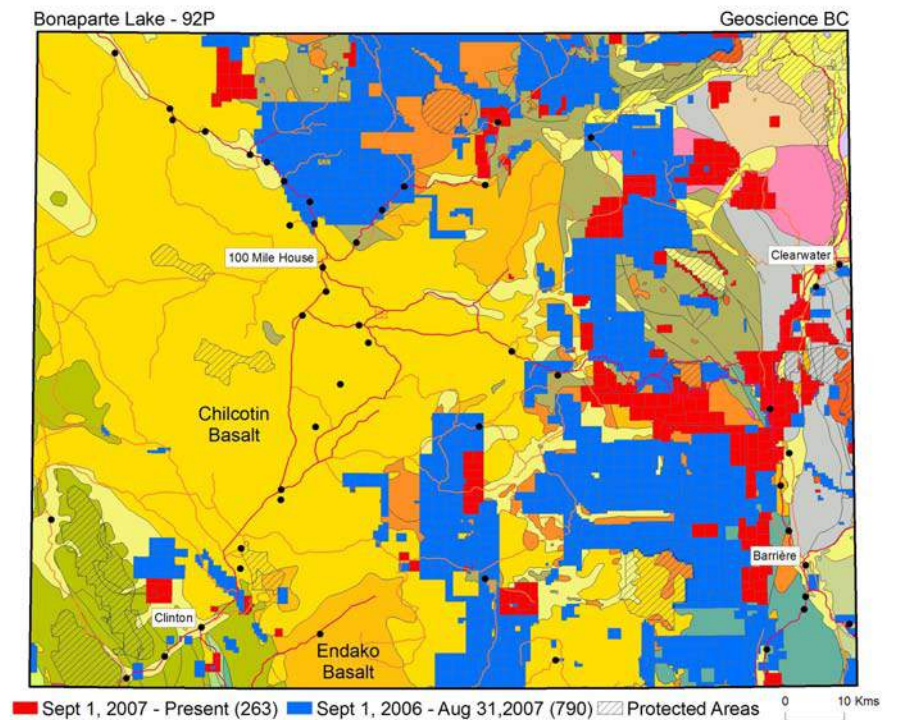 Bonaparte Lake - 92P
Geoscience BC
100 Mile House
Clearwater
Chilcotin
Basalt
Barrière
Clinton
Endako
Basalt
Sept 1, 2007 - Present (263)
Sept 1, 2006 - Aug 31,2007 (790)
Protected Areas
0 10 Kms